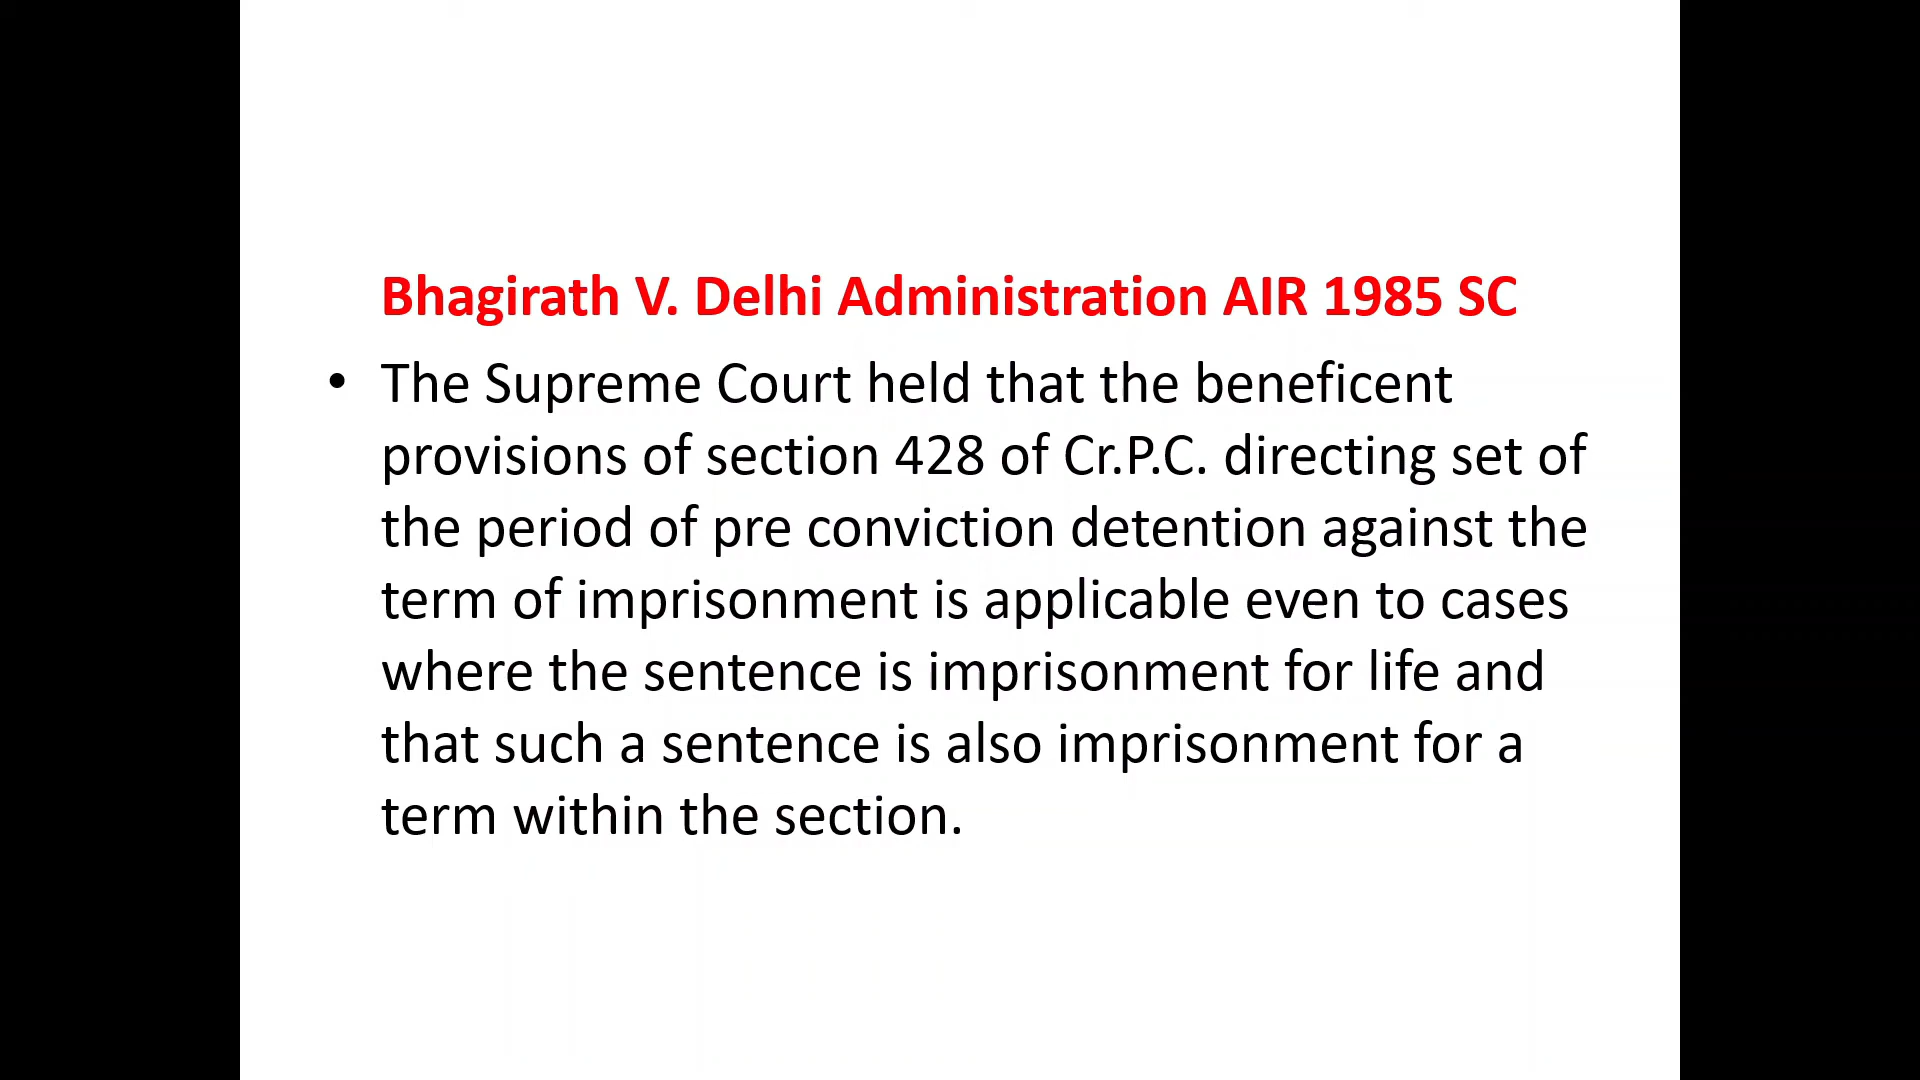 Bhagirath V. Delhi Administration AIR 1985 SC
• The Supreme Court held that the beneficent
provisions of section 428 of Cr.P.C. directing set of
the period of pre conviction detention against the
term of imprisonment is applicable even to cases
where the sentence is imprisonment for life and
that such a sentence is also imprisonment for a
term within the section.